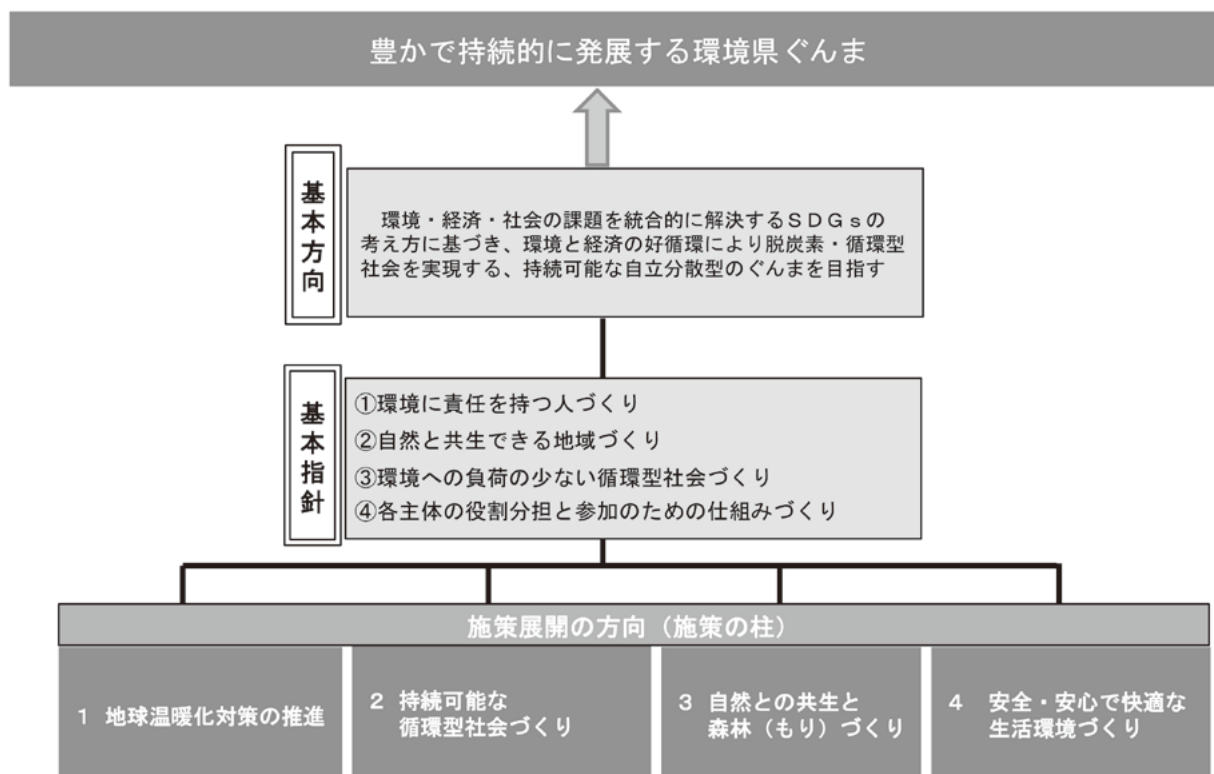 豊かで持続的に発展する環境県ぐんま
基本方向
環境・経済・社会の課題を統合的に解決するＳＤＧｓの
考え方に基づき、環境と経済の好循環により脱炭素・循環型
社会を実現する、持続可能な自立分散型のぐんまを目指す
基本指針
①環境に責任を持つ人づくり
②自然と共生できる地域づくり
③環境への負荷の少ない循環型社会づくり
④各主体の役割分担と参加のための仕組みづくり
施策展開の方向（施策の柱）
１ 地球温暖化対策の推進
２ 持続可能な
循環型社会づくり
３ 自然との共生と
森林（もり）づくり
４ 安全・安心で快適な
生活環境づくり